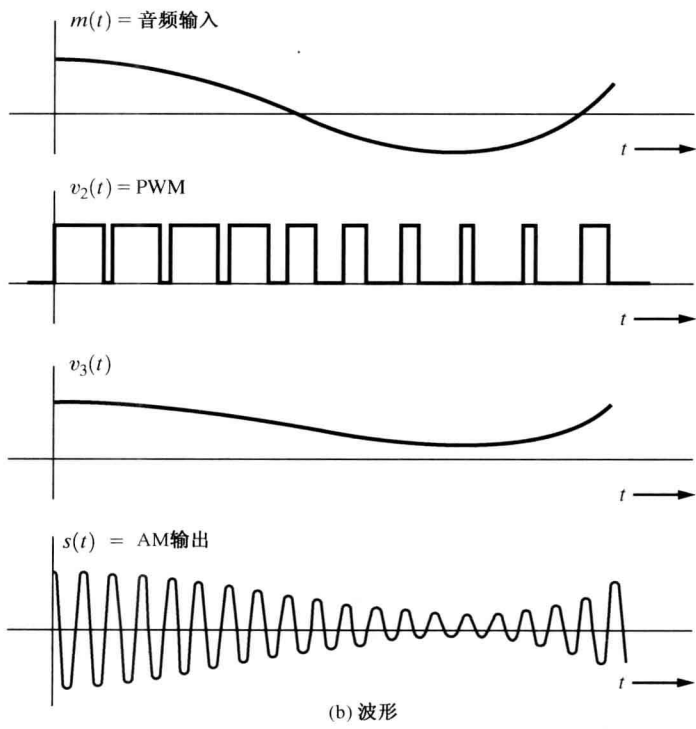 m(t) = 音频输入
t
v₂(t) = PWM
t
v₃(t)
t
s(t) = AM输出
t
(b) 波形